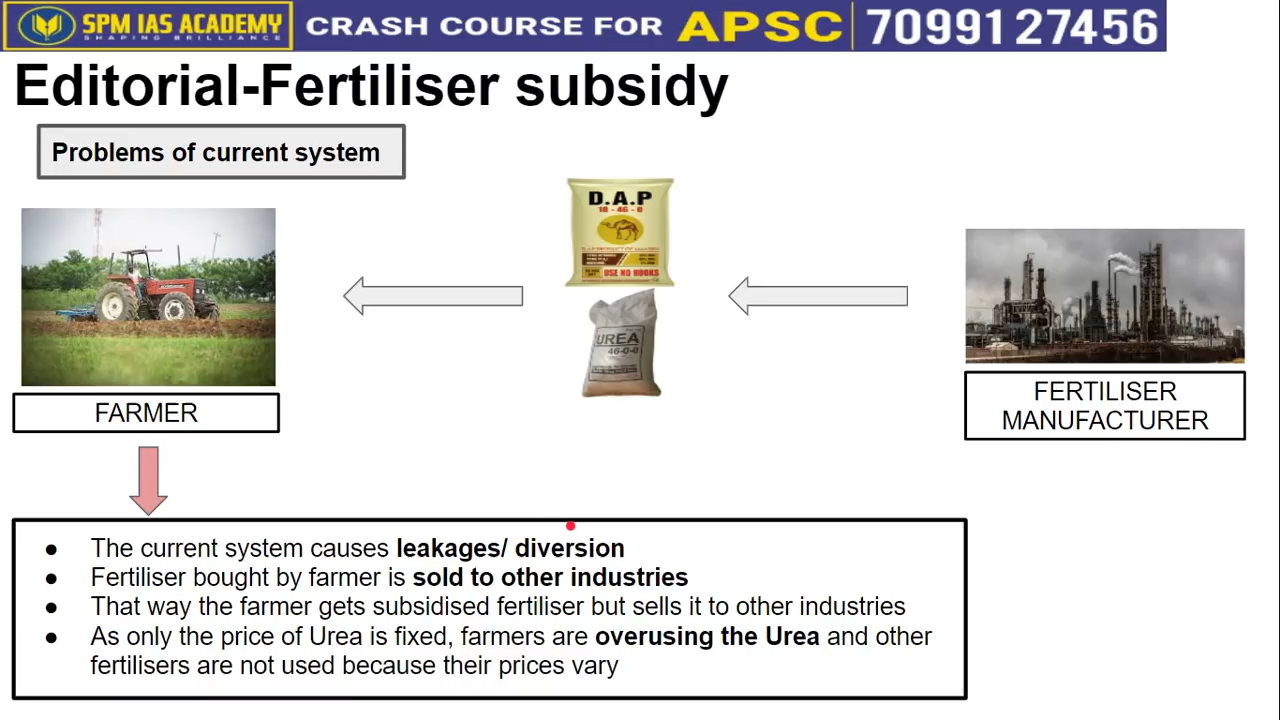 SPM IAS ACADEMY
SHAPING BRILLIANCE
CRASH COURSE FOR APSC 7099127456
Editorial-Fertiliser subsidy
Problems of current system
D.A.P
18 - 46 - 0
USE NO HOOKS
UREA
46-0-0
FARMER
FERTILISER
MANUFACTURER
● The current system causes leakages/ diversion
● Fertiliser bought by farmer is sold to other industries
● That way the farmer gets subsidised fertiliser but sells it to other industries
● As only the price of Urea is fixed, farmers are overusing the Urea and other
fertilisers are not used because their prices vary